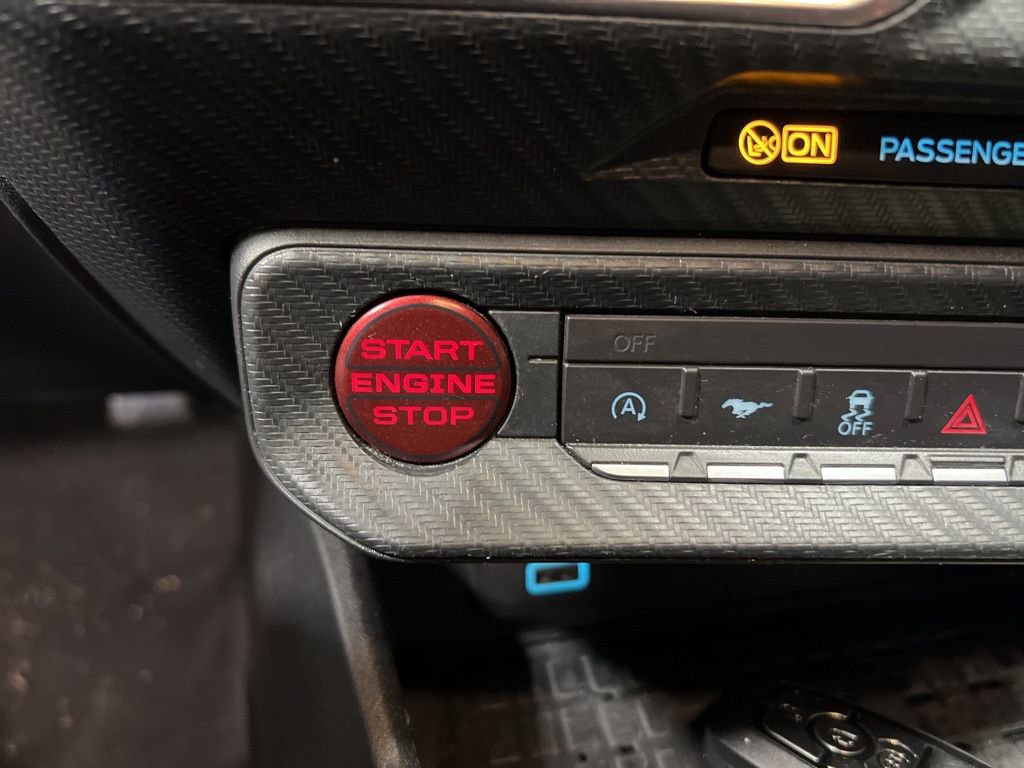 ON
PASSENGE
START
ENGINE
STOP
OFF
A
OFF